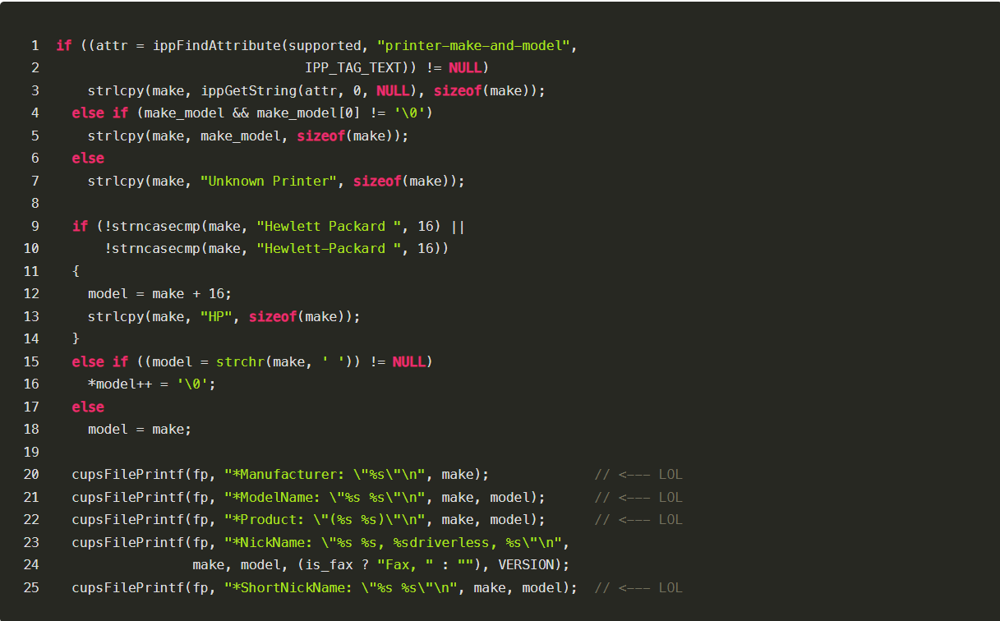 1 if ((attr = ippFindAttribute(supported, "printer-make-and-model",
2 IPP_TAG_TEXT)) != NULL)
3 strlcpy(make, ippGetString(attr, 0, NULL), sizeof(make));
4 else if (make_model && make_model[0] != '\0')
5 strlcpy(make, make_model, sizeof(make));
6 else
7 strlcpy(make, "Unknown Printer", sizeof(make));
8
9 if (!strncasecmp(make, "Hewlett Packard ", 16) ||
10 !strncasecmp(make, "Hewlett-Packard ", 16))
11 {
12 model = make + 16;
13 strlcpy(make, "HP", sizeof(make));
14 }
15 else if ((model = strchr(make, ' ')) != NULL)
16 *model++ = '\0';
17 else
18 model = make;
19
20 cupsFilePrintf(fp, "*Manufacturer: \"%s\"\n", make); // <--- LOL
21 cupsFilePrintf(fp, "*ModelName: \"%s %s\"\n", make, model); // <--- LOL
22 cupsFilePrintf(fp, "*Product: \"(%s %s)\"\n", make, model); // <--- LOL
23 cupsFilePrintf(fp, "*NickName: \"%s %s, %sdriverless, %s\"\n",
24 make, model, (is_fax ? "Fax, " : ""), VERSION);
25 cupsFilePrintf(fp, "*ShortNickName: \"%s %s\"\n", make, model); // <--- LOL